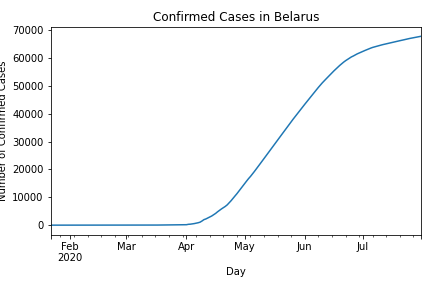 Confirmed Cases in Belarus
70000
60000
50000
40000
30000
20000
10000
0
Number of Confirmed Cases
Feb
2020
Mar
Apr
May
Jun
Jul
Day